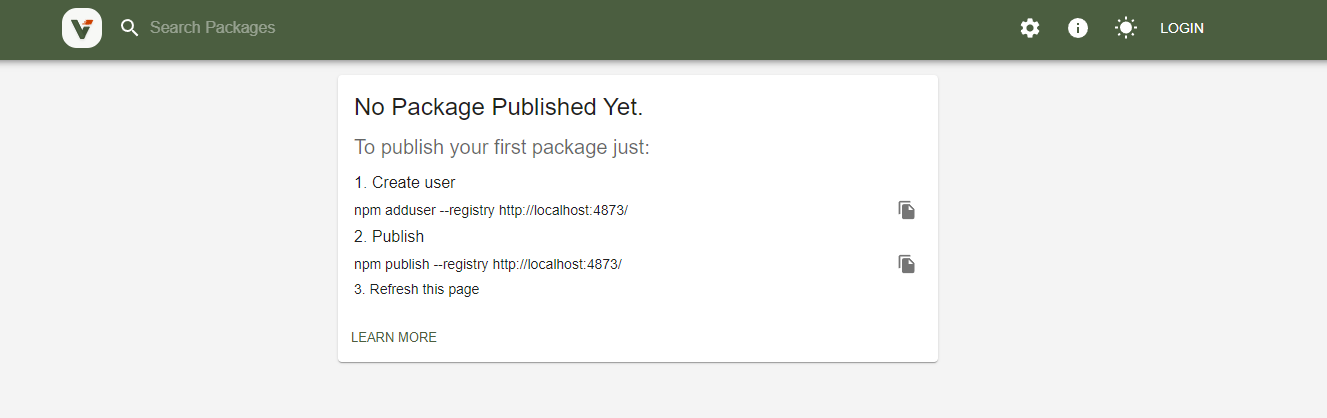 Search Packages
LOGIN
No Package Published Yet.
To publish your first package just:
1. Create user
npm adduser --registry http://localhost:4873/
2. Publish
npm publish --registry http://localhost:4873/
3. Refresh this page
LEARN MORE